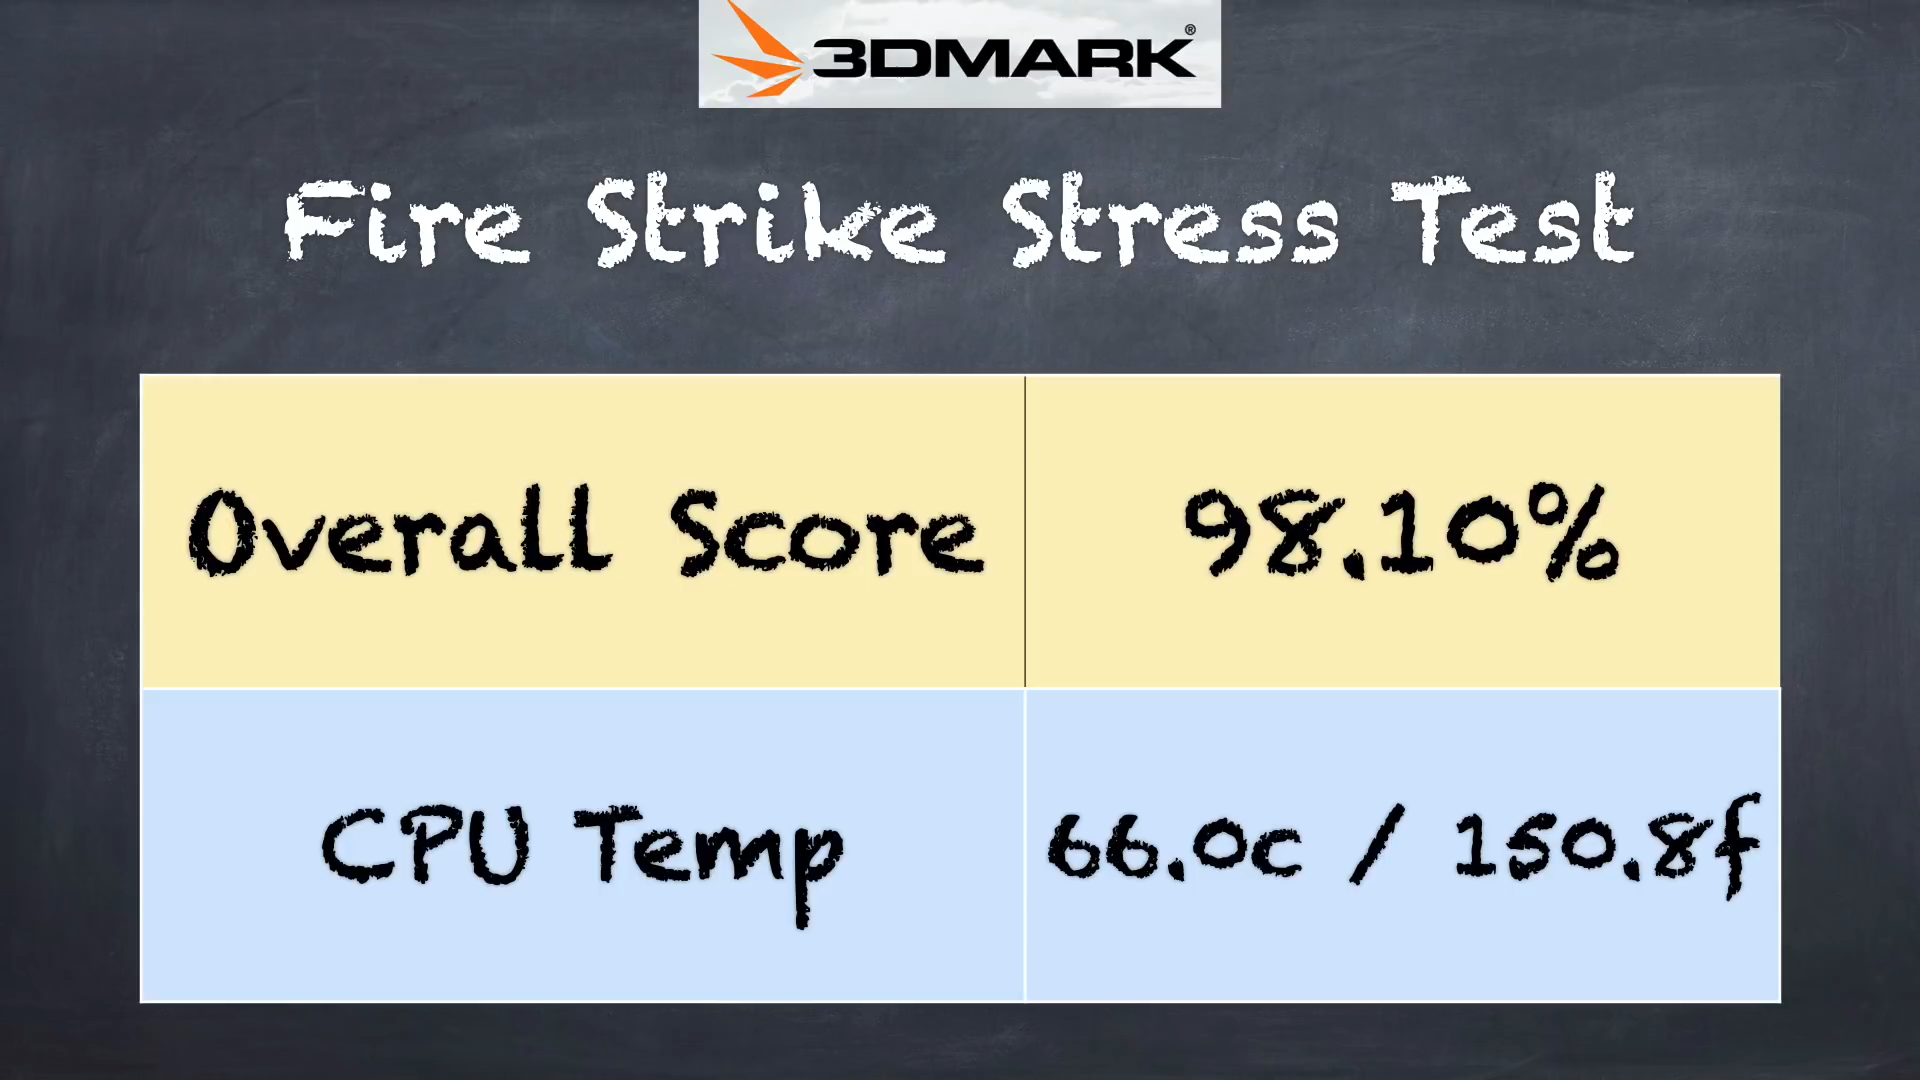 3DMARK®
Fire Strike Stress Test
Overall Score 98.10%
CPU Temp 66.0c / 150.8f